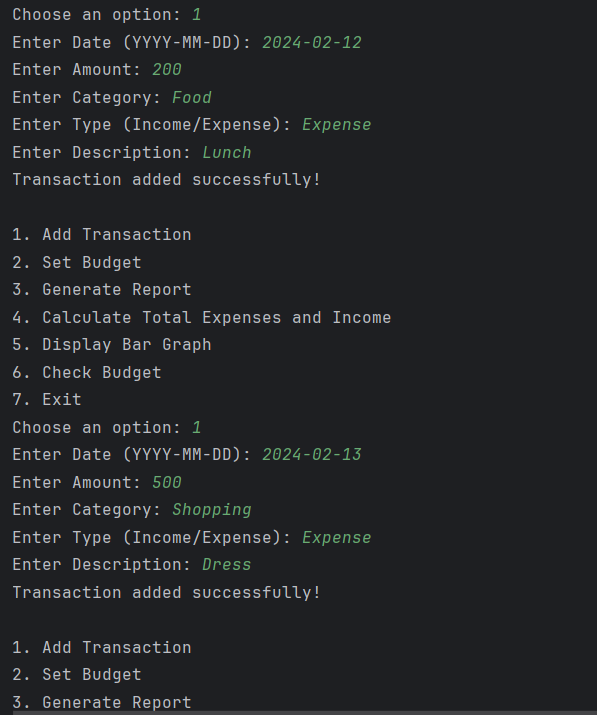 Choose an option: 1
Enter Date (YYYY-MM-DD): 2024-02-12
Enter Amount: 200
Enter Category: Food
Enter Type (Income/Expense): Expense
Enter Description: Lunch
Transaction added successfully!
1. Add Transaction
2. Set Budget
3. Generate Report
4. Calculate Total Expenses and Income
5. Display Bar Graph
6. Check Budget
7. Exit
Choose an option: 1
Enter Date (YYYY-MM-DD): 2024-02-13
Enter Amount: 500
Enter Category: Shopping
Enter Type (Income/Expense): Expense
Enter Description: Dress
Transaction added successfully!
1. Add Transaction
2. Set Budget
3. Generate Report